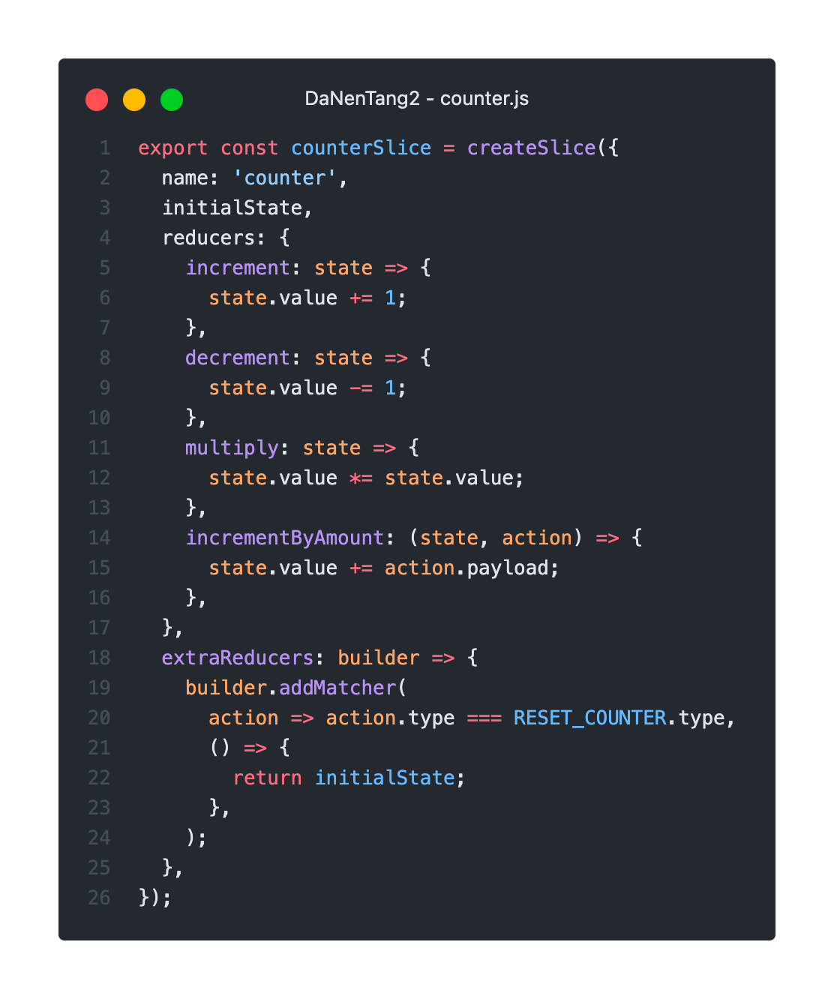 DaNenTang2 - counter.js
1 export const counterSlice = createSlice({
2   name: 'counter',
3   initialState,
4   reducers: {
5     increment: state => {
6       state.value += 1;
7     },
8     decrement: state => {
9       state.value -= 1;
10     },
11     multiply: state => {
12       state.value *= state.value;
13     },
14     incrementByAmount: (state, action) => {
15       state.value += action.payload;
16     },
17   },
18   extraReducers: builder => {
19     builder.addMatcher(
20       action => action.type === RESET_COUNTER.type,
21       () => {
22         return initialState;
23       },
24     );
25   },
26 });